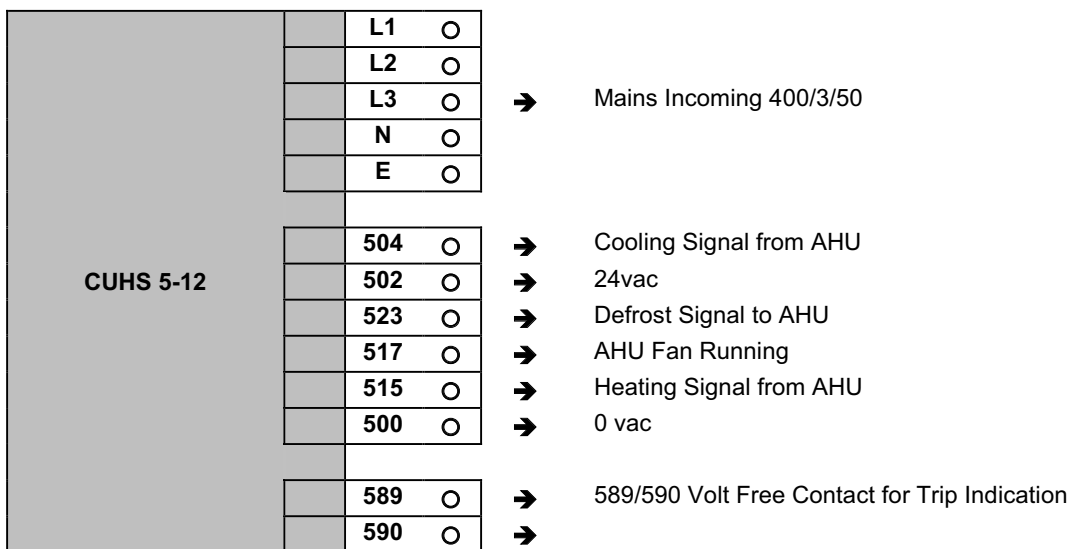 L1
L2
L3 ➔ Mains Incoming 400/3/50
N
E
504 ➔ Cooling Signal from AHU
CUHS 5-12 502 ➔ 24vac
523 ➔ Defrost Signal to AHU
517 ➔ AHU Fan Running
515 ➔ Heating Signal from AHU
500 ➔ 0 vac
589 ➔ 589/590 Volt Free Contact for Trip Indication
590 ➔